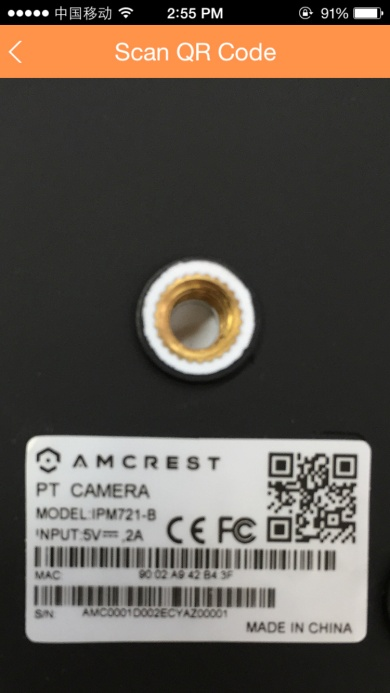 中国移动 2:55 PM 91%
Scan QR Code
AMCREST
PT CAMERA
MODEL:IPM721-B
INPUT:5V⎓,2A CE FC
MAC: 90 02 A9 42 B4 3F
S/N: AMC0001D002ECYAZ00001
MADE IN CHINA